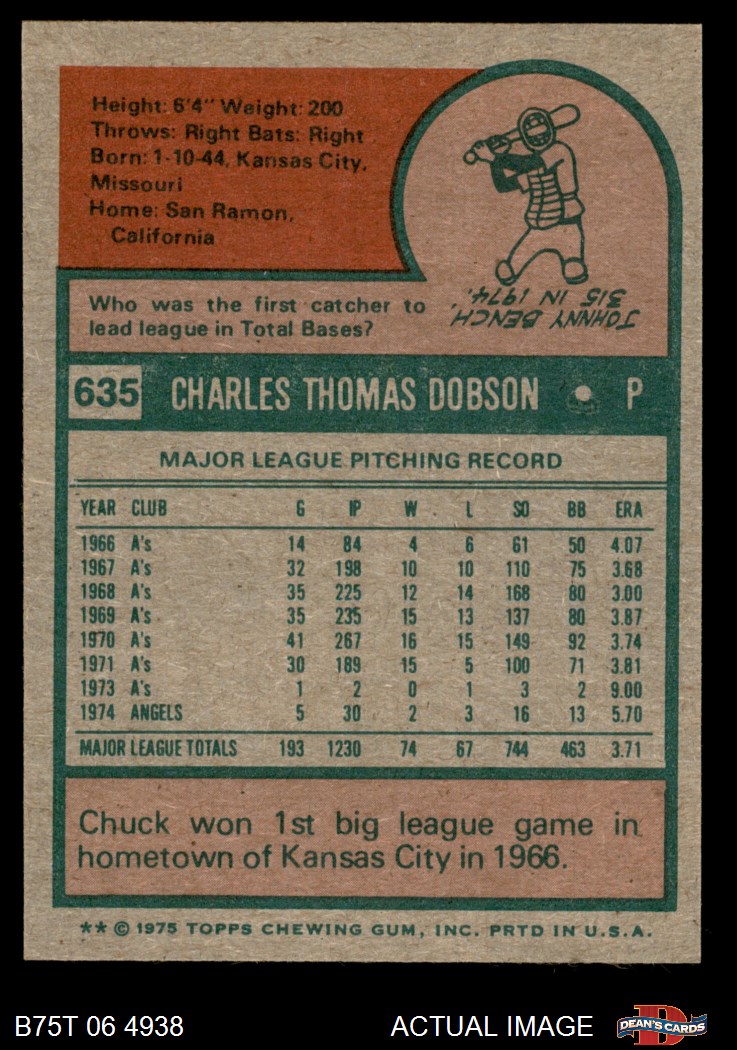 Height: 6'4" Weight: 200
Throws: Right Bats: Right
Born: 1-10-44, Kansas City,
Missouri
Home: San Ramon,
California
Who was the first catcher to
lead league in Total Bases?
JOHNNY BENCH,
315 IN 1974.
635 CHARLES THOMAS DOBSON P
MAJOR LEAGUE PITCHING RECORD
YEAR CLUB G IP W L SO BB ERA
1966 A's 14 84 4 6 61 50 4.07
1967 A's 32 198 10 10 110 75 3.68
1968 A's 35 225 12 14 168 80 3.00
1969 A's 35 235 15 13 137 80 3.87
1970 A's 41 267 16 15 149 92 3.74
1971 A's 30 189 15 5 100 71 3.81
1973 A's 1 2 0 1 3 2 9.00
1974 ANGELS 5 30 2 3 16 13 5.70
MAJOR LEAGUE TOTALS 193 1230 74 67 744 463 3.71
Chuck won 1st big league game in
hometown of Kansas City in 1966.
** © 1975 TOPPS CHEWING GUM, INC. PRTD IN U.S.A.
B75T 06 4938 ACTUAL IMAGE D DEAN'S CARDS